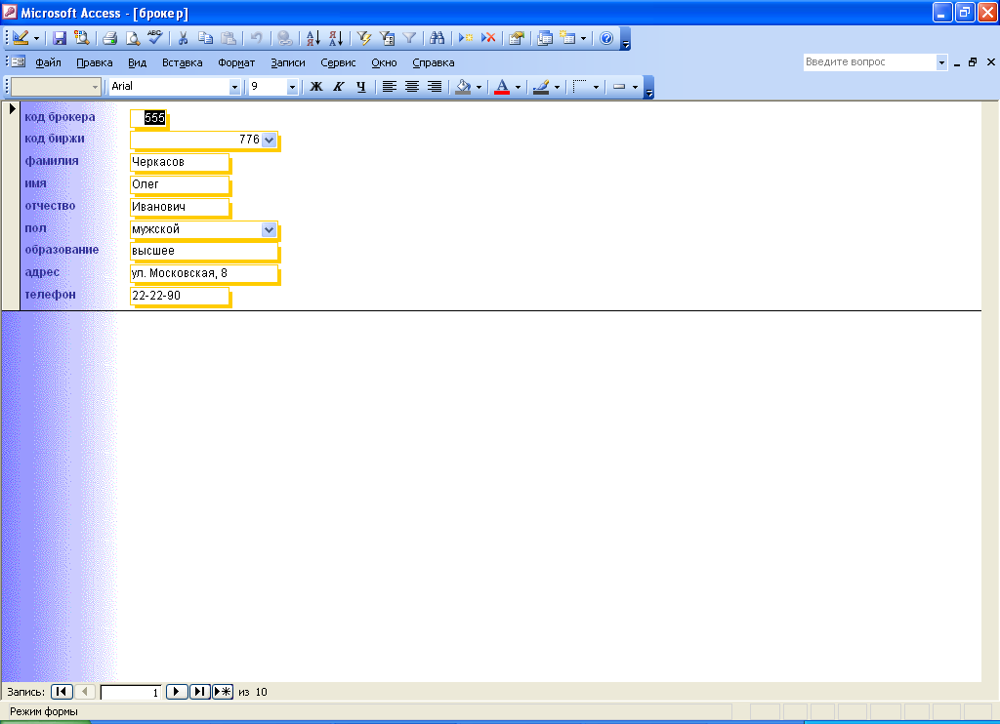 Microsoft Access - [брокер]
Файл Правка Вид Вставка Формат Записи Сервис Окно Справка Введите вопрос
Arial 9 Ж К Ч
код брокера 555
код биржи 776
фамилия Черкасов
имя Олег
отчество Иванович
пол мужской
образование высшее
адрес ул. Московская, 8
телефон 22-22-90
Запись: 1 из 10
Режим формы